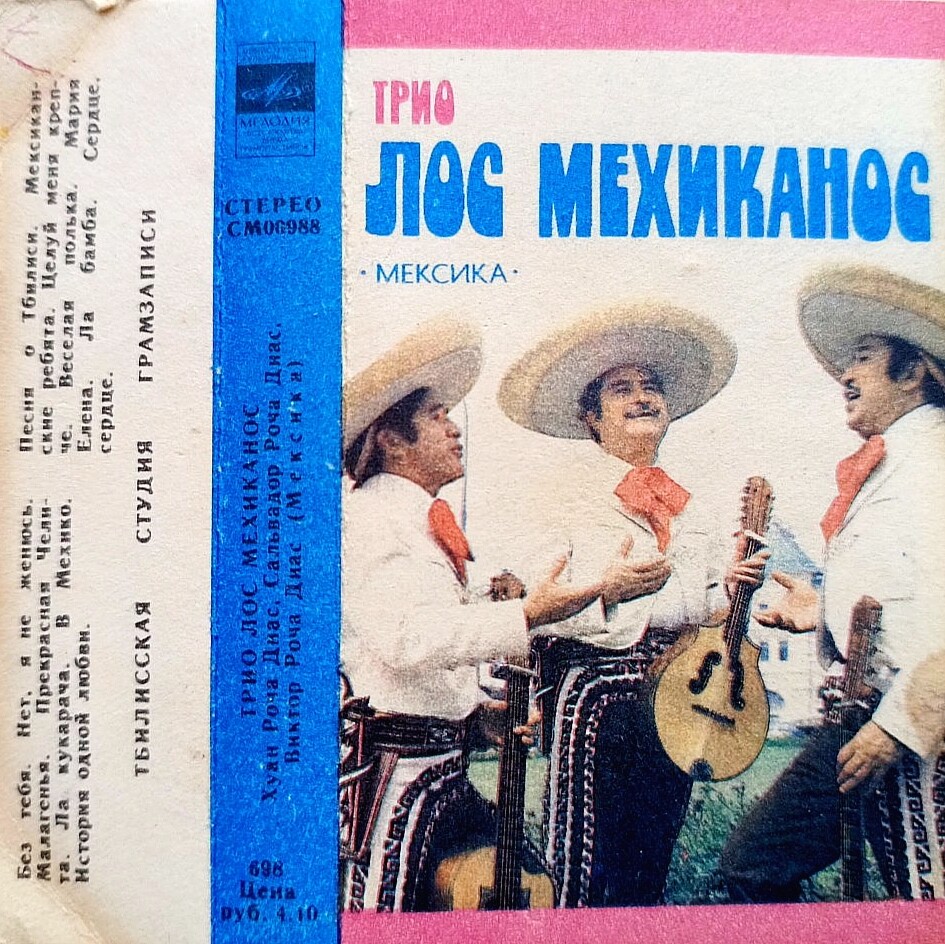 ТРИО
ЛОС МЕХИКАНОС
· МЕКСИКА ·
МЕЛОДИЯ
СТЕРЕО
СМ00988
ТРИО ЛОС МЕХИКАНОС
Хуан Роча Диас, Сальвадор Роча Диас,
Виктор Роча Диас (Мексика)
698
Цена
руб. 4.10
Без тебя. Нет, я не женюсь.
Малагенья. Прекрасная Чели-
та. Ла кукарача. В Мехико.
История одной любви.
Песня о Тбилиси. Мексикан-
ские ребята. Целуй меня креп-
че. Веселая полька. Мария
Елена. Ла бамба. Сердце.
сердце.
ТБИЛИССКАЯ СТУДИЯ ГРАМЗАПИСИ